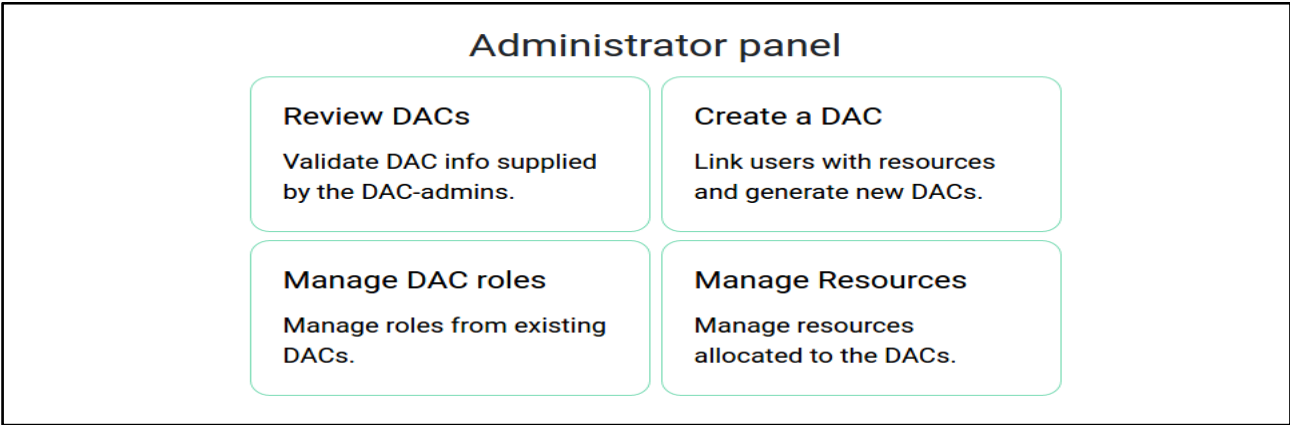 Administrator panel
Review DACs
Validate DAC info supplied
by the DAC-admins.
Create a DAC
Link users with resources
and generate new DACs.
Manage DAC roles
Manage roles from existing
DACs.
Manage Resources
Manage resources
allocated to the DACs.